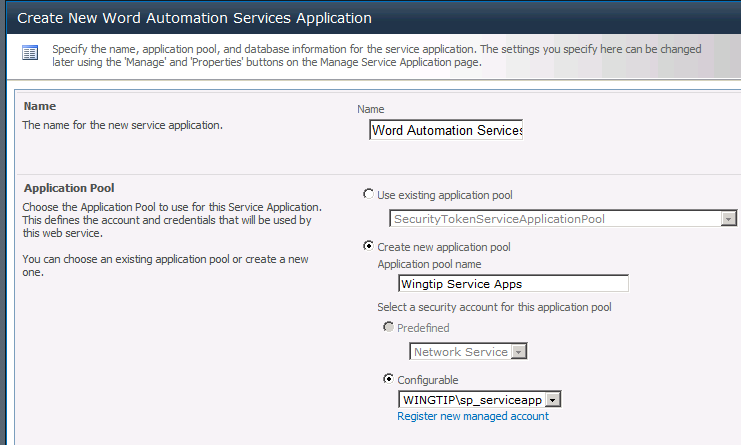 Create New Word Automation Services Application
Specify the name, application pool, and database information for the service application. The settings you specify here can be changed
later using the 'Manage' and 'Properties' buttons on the Manage Service Application page.
Name
Name
The name for the new service application.
Word Automation Services
Application Pool
Choose the Application Pool to use for this Service Application.
This defines the account and credentials that will be used by
this web service.
You can choose an existing application pool or create a new
one.
Use existing application pool
SecurityTokenServiceApplicationPool
Create new application pool
Application pool name
Wingtip Service Apps
Select a security account for this application pool
Predefined
Network Service
Configurable
WINGTIP\sp_serviceapp
Register new managed account